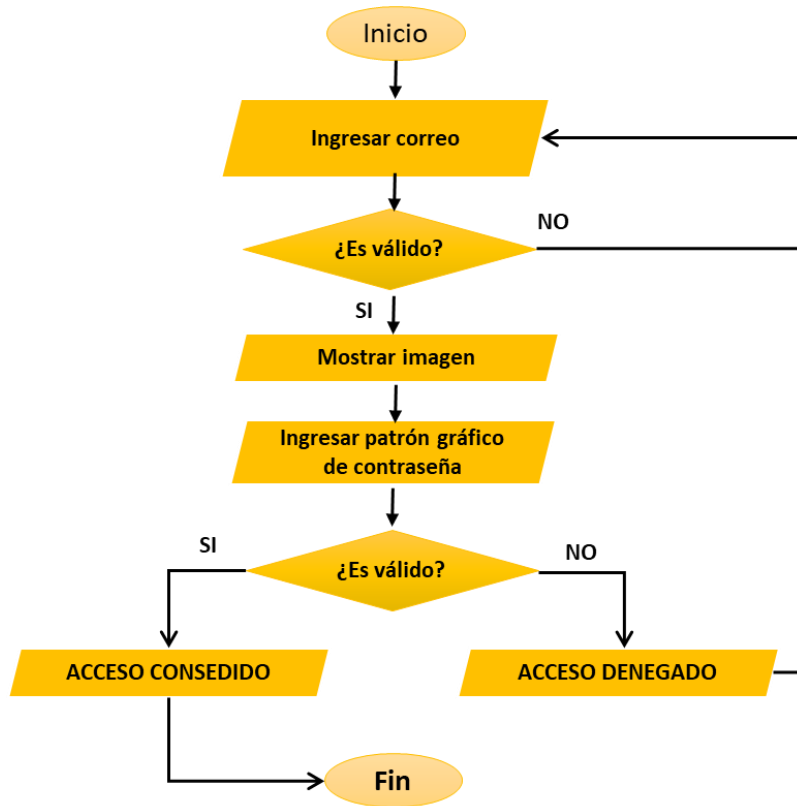 Inicio
Ingresar correo
¿Es válido?
NO
SI
Mostrar imagen
Ingresar patrón gráfico
de contraseña
SI
¿Es válido?
NO
ACCESO CONSEDIDO
ACCESO DENEGADO
Fin